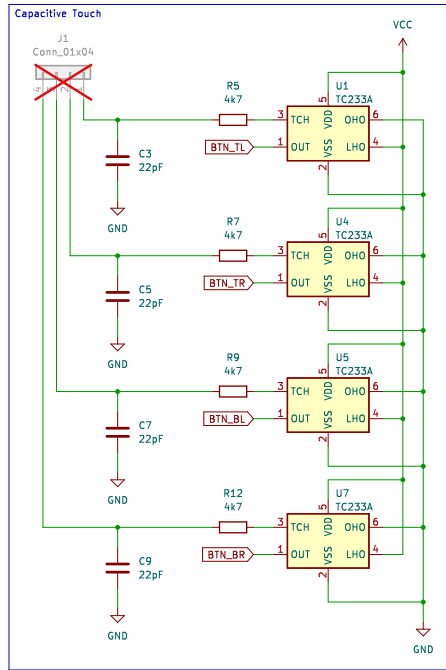 Capacitive Touch
J1
Conn_01x04
4
3
2
1
VCC
R5
4k7
U1
TC233A
3
TCH
5
VDD
OHO
6
BTN_TL
1
OUT
VSS
2
LHO
4
C3
22pF
GND
R7
4k7
U4
TC233A
3
TCH
5
VDD
OHO
6
BTN_TR
1
OUT
VSS
2
LHO
4
C5
22pF
GND
R9
4k7
U5
TC233A
3
TCH
5
VDD
OHO
6
BTN_BL
1
OUT
VSS
2
LHO
4
C7
22pF
GND
R12
4k7
U7
TC233A
3
TCH
5
VDD
OHO
6
BTN_BR
1
OUT
VSS
2
LHO
4
C9
22pF
GND
GND